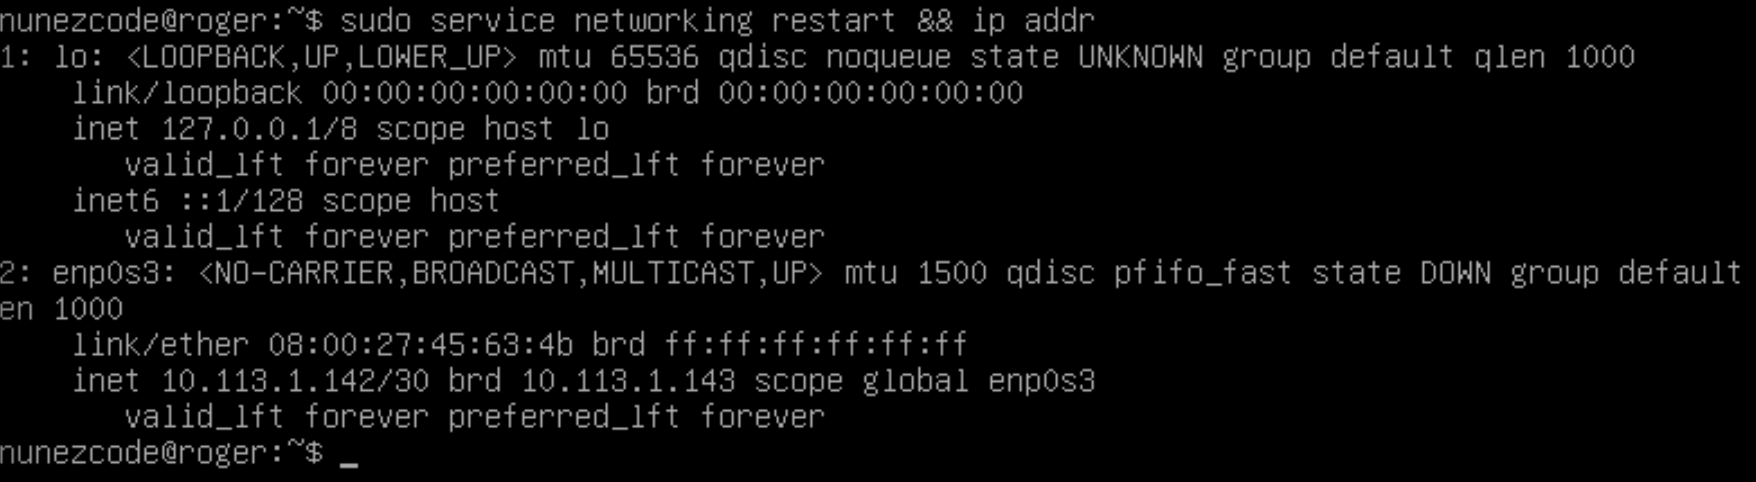 nunezcode@roger:~$ sudo service networking restart && ip addr
1: lo: <LOOPBACK,UP,LOWER_UP> mtu 65536 qdisc noqueue state UNKNOWN group default qlen 1000
    link/loopback 00:00:00:00:00:00 brd 00:00:00:00:00:00
    inet 127.0.0.1/8 scope host lo
       valid_lft forever preferred_lft forever
    inet6 ::1/128 scope host
       valid_lft forever preferred_lft forever
2: enp0s3: <NO-CARRIER,BROADCAST,MULTICAST,UP> mtu 1500 qdisc pfifo_fast state DOWN group default
en 1000
    link/ether 08:00:27:45:63:4b brd ff:ff:ff:ff:ff:ff
    inet 10.113.1.142/30 brd 10.113.1.143 scope global enp0s3
       valid_lft forever preferred_lft forever
nunezcode@roger:~$ _